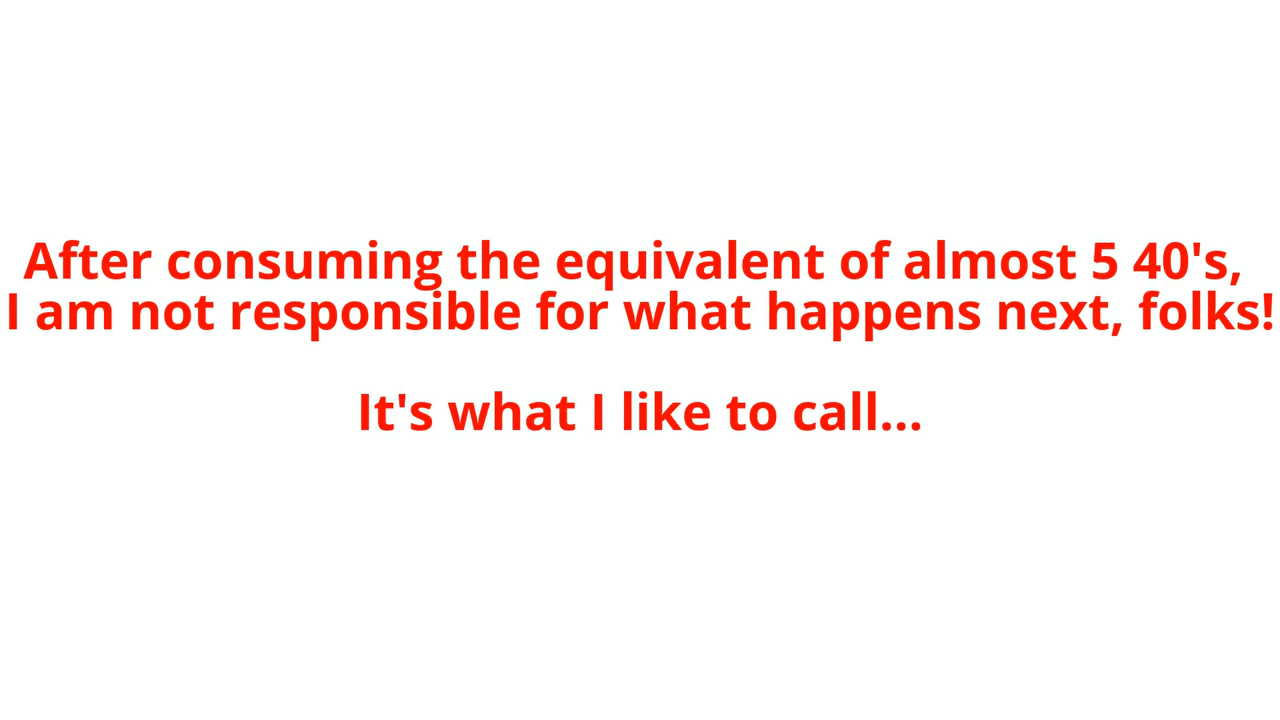 After consuming the equivalent of almost 5 40's,
I am not responsible for what happens next, folks!
It's what I like to call...